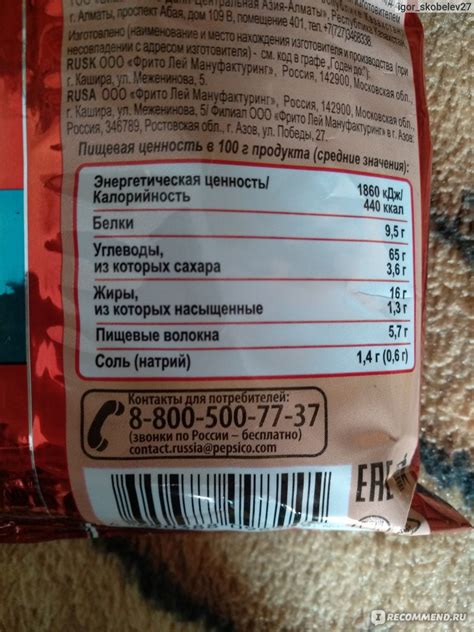 igor_skobelev27
Центральная Азия-Алматы», Республика
г. Алматы, проспект Абая, дом 109 В, помещение 401, тел.
Изготовлено (наименование и место нахождения изготовителя и производства (при
несовпадении с адресом изготовителя) - см. код в графе „Годен до":
RUSK ООО «Фрито Лей Мануфактуринг», Россия, 142900, Московская обл.,
г. Кашира, ул. Меженинова, 5.
RUSA ООО «Фрито Лей Мануфактуринг», Россия, 142900, Московская обл.,
г. Кашира, ул. Меженинова, 5/ Филиал ООО «Фрито Лей Мануфактуринг» в г. Азов:
Россия, 346789, Ростовская обл., г. Азов, ул. Победы, 27.
Пищевая ценность в 100 г продукта (средние значения):
Энергетическая ценность/ 1860 кДж/
Калорийность 440 ккал
Белки 9,5 г
Углеводы, 65 г
из которых сахара 3,6 г
Жиры, 16 г
из которых насыщенные 1,3 г
Пищевые волокна 5,7 г
Соль (натрий) 1,4 г (0,6 г)
Контакты для потребителей:
8-800-500-77-37
(звонки по России – бесплатно)
contact.russia@pepsico.com
EAC
IRECOMMEND.RU